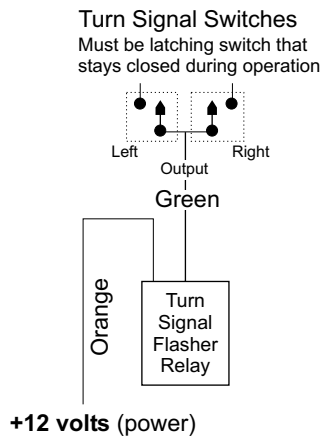 Turn Signal Switches
Must be latching switch that
stays closed during operation
Left
Right
Output
Green
Orange
Turn
Signal
Flasher
Relay
+12 volts (power)